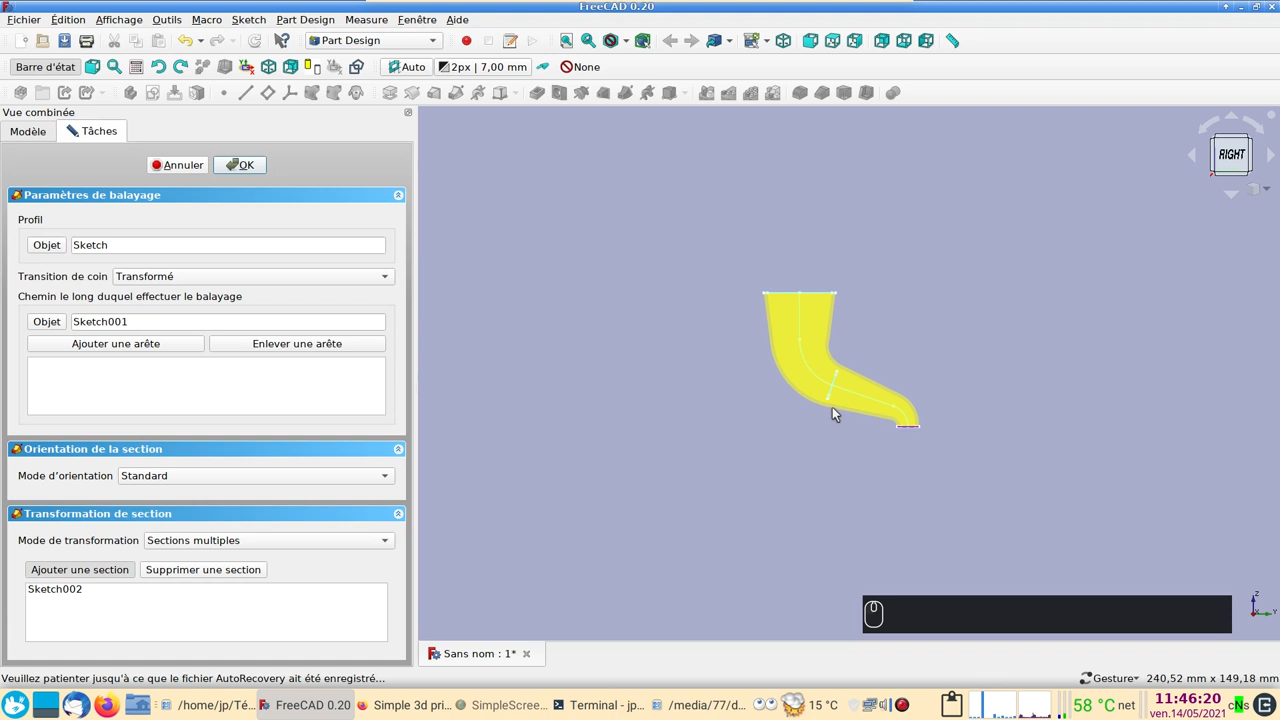 FreeCAD 0.20
Fichier Édition Affichage Outils Macro Sketch Part Design Measure Fenêtre Aide
Part Design
Barre d'état Auto 2px | 7,00 mm None
Vue combinée
Modèle Tâches
Annuler OK
Paramètres de balayage
Profil
Objet Sketch
Transition de coin Transformé
Chemin le long duquel effectuer le balayage
Objet Sketch001
Ajouter une arête Enlever une arête
Orientation de la section
Mode d’orientation Standard
Transformation de section
Mode de transformation Sections multiples
Ajouter une section Supprimer une section
Sketch002
RIGHT
Z
Y
Sans nom : 1*
Veuillez patienter jusqu'à ce que le fichier AutoRecovery ait été enregistré... Gesture 240,52 mm x 149,18 mm
/home/jp/Té... FreeCAD 0.20 Simple 3d pri... SimpleScree... Terminal - jp... /media/77/d... 15 °C 58 °C net 11:46:20 cNs
ven.14/05/2021